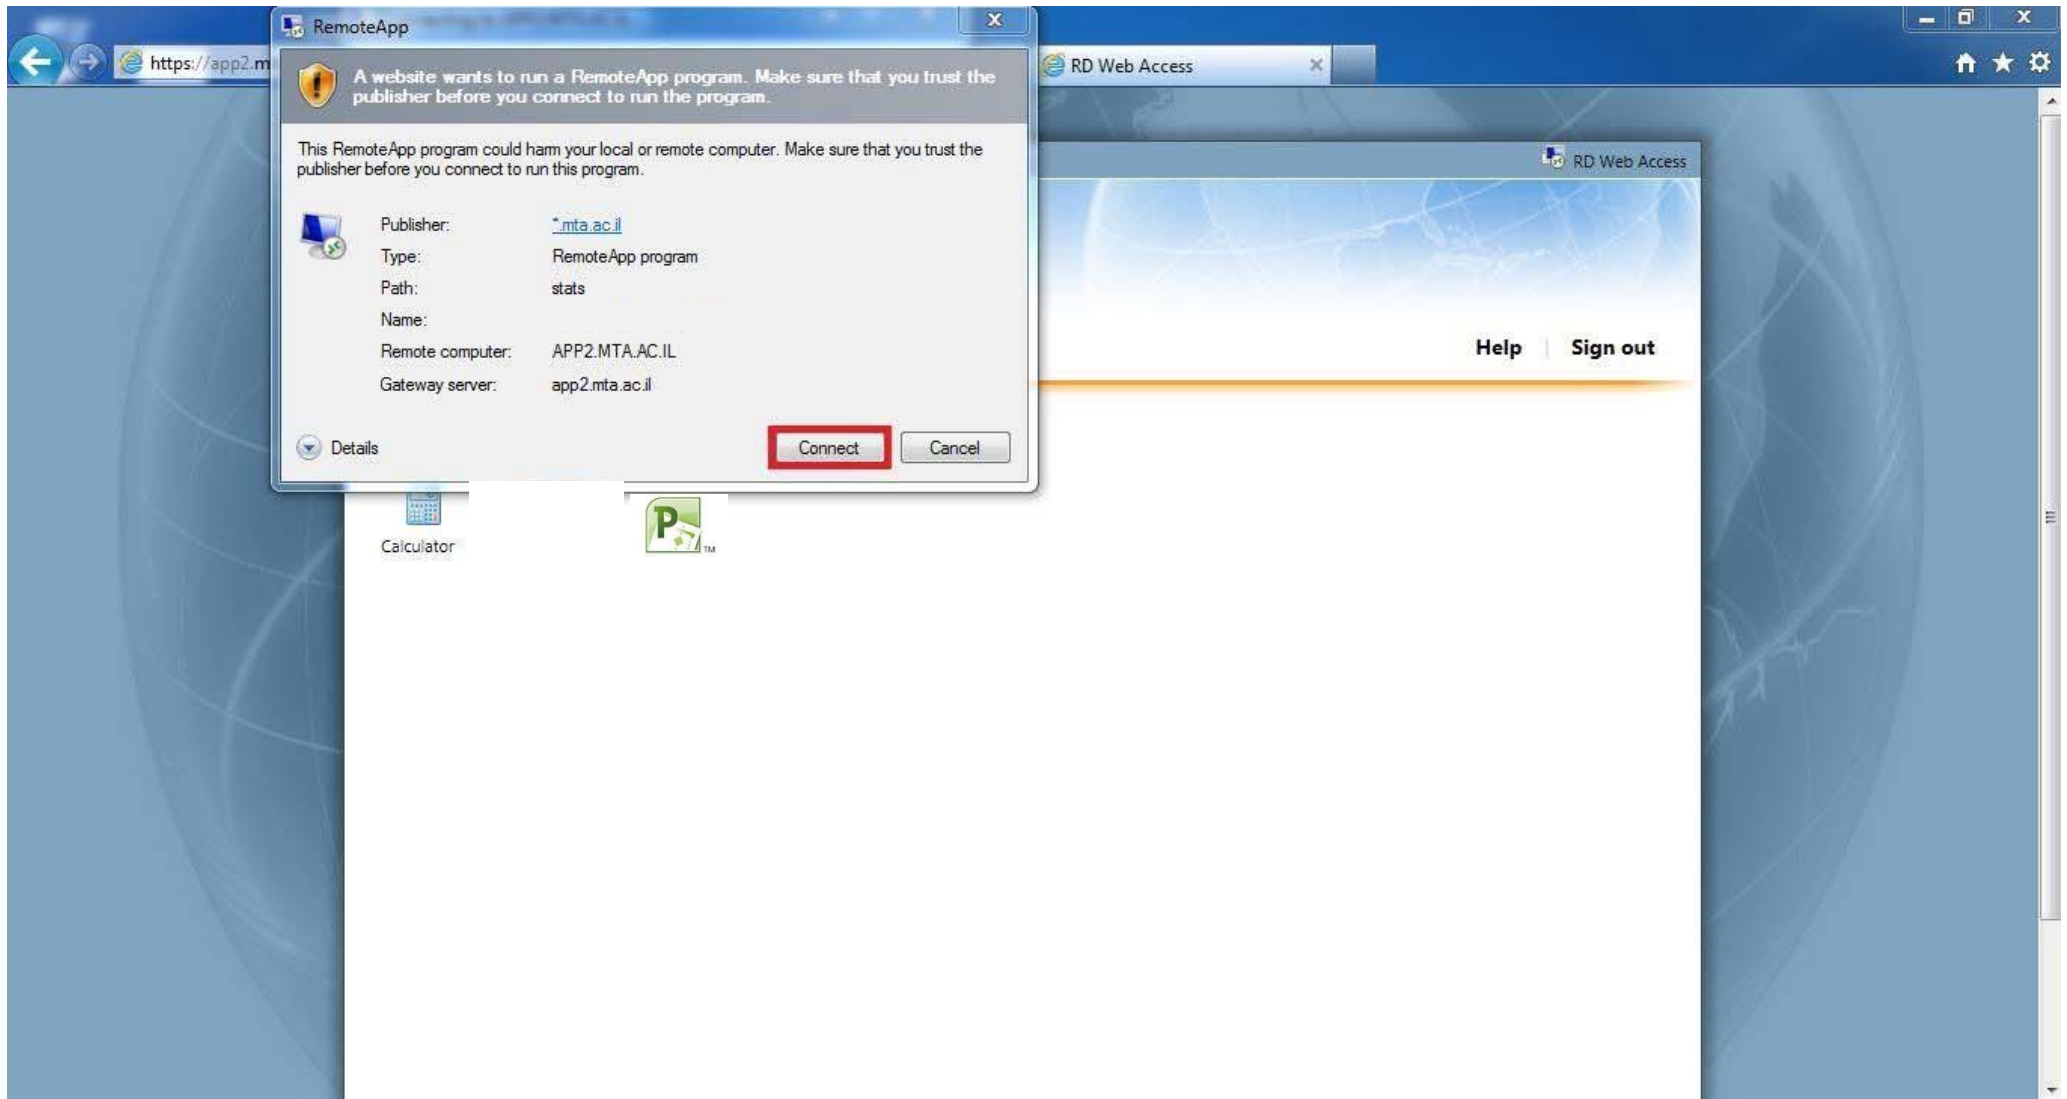 RemoteApp
https://app2.m
RD Web Access
A website wants to run a RemoteApp program. Make sure that you trust the
publisher before you connect to run the program.
This RemoteApp program could harm your local or remote computer. Make sure that you trust the
publisher before you connect to run this program.
Publisher: *.mta.ac.il
Type: RemoteApp program
Path: stats
Name:
Remote computer: APP2.MTA.AC.IL
Gateway server: app2.mta.ac.il
Details
Connect
Cancel
RD Web Access
Help
Sign out
Calculator
P
TM